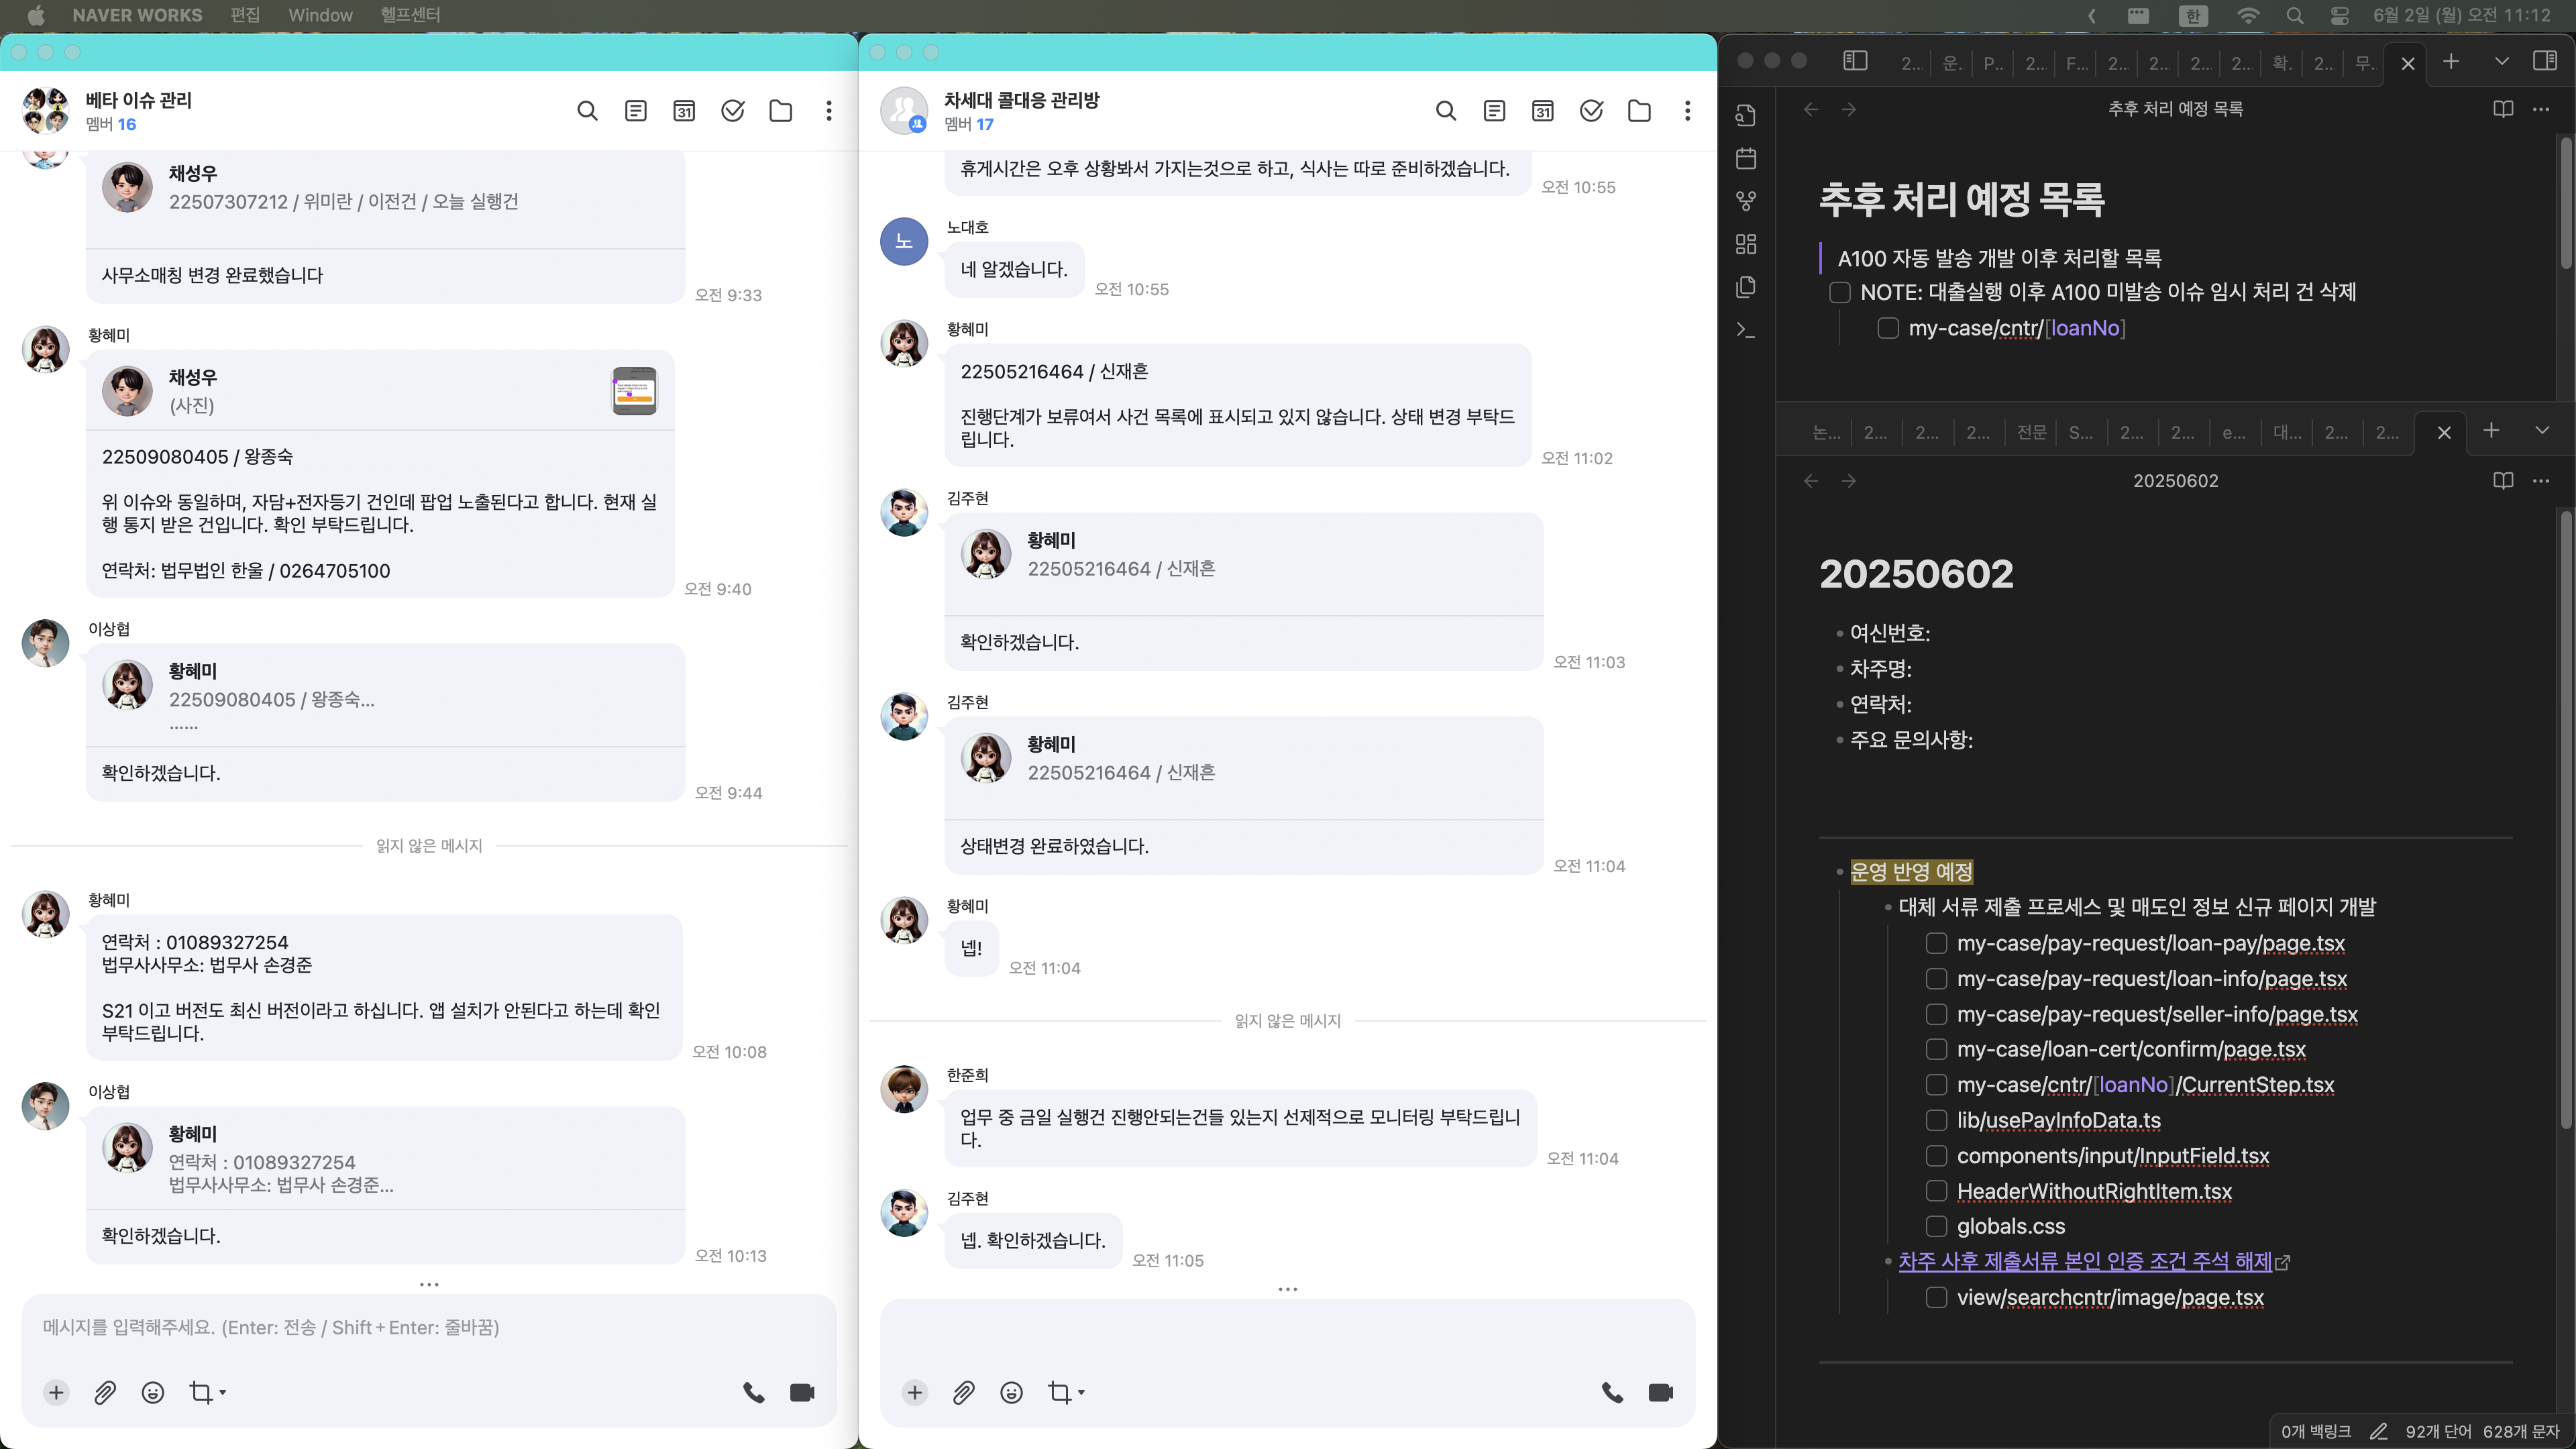 NAVER WORKS 편집 Window 헬프센터
한 6월 2일 (월) 오전 11:12
베타 이슈 관리
멤버 16
31
채성우
22507307212 / 위미란 / 이전건 / 오늘 실행건
사무소매칭 변경 완료했습니다
오전 9:33
황혜미
채성우
(사진)
22509080405 / 왕종숙
위 이슈와 동일하며, 자담+전자등기 건인데 팝업 노출된다고 합니다. 현재 실
행 통지 받은 건입니다. 확인 부탁드립니다.
연락처: 법무법인 한울 / 0264705100
오전 9:40
이상협
황혜미
22509080405 / 왕종숙...
......
확인하겠습니다.
오전 9:44
읽지 않은 메시지
황혜미
연락처 : 01089327254
법무사사무소: 법무사 손경준
S21 이고 버전도 최신 버전이라고 하십니다. 앱 설치가 안된다고 하는데 확인
부탁드립니다.
오전 10:08
이상협
황혜미
연락처 : 01089327254
법무사사무소: 법무사 손경준...
확인하겠습니다.
오전 10:13
메시지를 입력해주세요. (Enter: 전송 / Shift + Enter: 줄바꿈)
차세대 콜대응 관리방
멤버 17
31
휴게시간은 오후 상황봐서 가지는것으로 하고, 식사는 따로 준비하겠습니다.
오전 10:55
노
노대호
네 알겠습니다.
오전 10:55
황혜미
22505216464 / 신재흔
진행단계가 보류여서 사건 목록에 표시되고 있지 않습니다. 상태 변경 부탁드
립니다.
오전 11:02
김주현
황혜미
22505216464 / 신재흔
확인하겠습니다.
오전 11:03
김주현
황혜미
22505216464 / 신재흔
상태변경 완료하였습니다.
오전 11:04
황혜미
넵!
오전 11:04
읽지 않은 메시지
한준희
업무 중 금일 실행건 진행안되는건들 있는지 선제적으로 모니터링 부탁드립니
다.
오전 11:04
김주현
넵. 확인하겠습니다.
오전 11:05
2... 운. P... 2... F... 2... 2... 2... 2... 확. 2... 무.
추후 처리 예정 목록
추후 처리 예정 목록
A100 자동 발송 개발 이후 처리할 목록
NOTE: 대출실행 이후 A100 미발송 이슈 임시 처리 건 삭제
my-case/cntr/[loanNo]
논... 2... 2... 2... 전문 S... 2... 2... e... 대... 2... 2...
20250602
20250602
여신번호:
차주명:
연락처:
주요 문의사항:
운영 반영 예정
대체 서류 제출 프로세스 및 매도인 정보 신규 페이지 개발
my-case/pay-request/loan-pay/page.tsx
my-case/pay-request/loan-info/page.tsx
my-case/pay-request/seller-info/page.tsx
my-case/loan-cert/confirm/page.tsx
my-case/cntr/[loanNo]/CurrentStep.tsx
lib/usePayInfoData.ts
components/input/InputField.tsx
HeaderWithoutRightItem.tsx
globals.css
차주 사후 제출서류 본인 인증 조건 주석 해제
view/searchcntr/image/page.tsx
0개 백링크 92개 단어 628개 문자